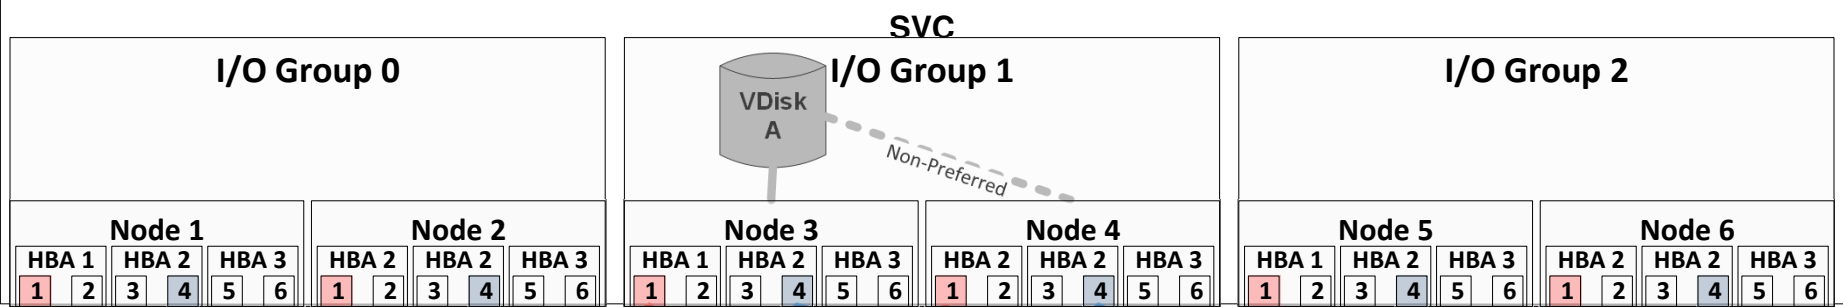 SVC
I/O Group 0
I/O Group 1
I/O Group 2
VDisk
A
Non-Preferred
Node 1
Node 2
Node 3
Node 4
Node 5
Node 6
HBA 1 HBA 2 HBA 3
HBA 2 HBA 2 HBA 3
HBA 1 HBA 2 HBA 3
HBA 2 HBA 2 HBA 3
HBA 1 HBA 2 HBA 3
HBA 2 HBA 2 HBA 3
1 2 3 4 5 6
1 2 3 4 5 6
1 2 3 4 5 6
1 2 3 4 5 6
1 2 3 4 5 6
1 2 3 4 5 6